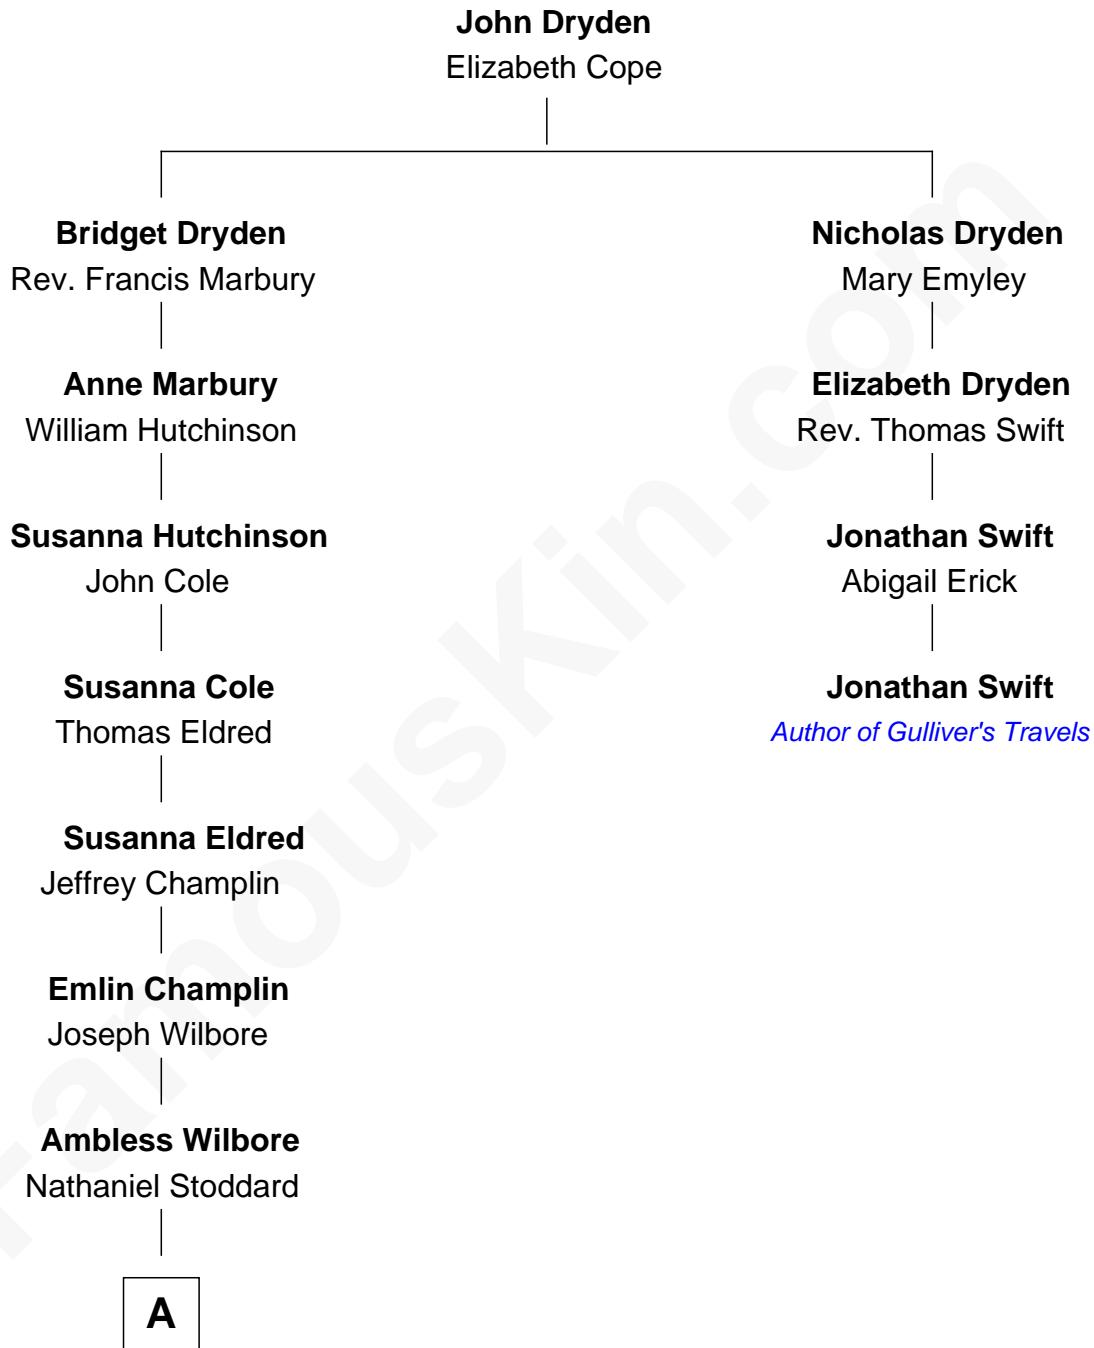 John Dryden
Elizabeth Cope
Bridget Dryden
Rev. Francis Marbury
Nicholas Dryden
Mary Emyley
Anne Marbury
William Hutchinson
Elizabeth Dryden
Rev. Thomas Swift
Susanna Hutchinson
John Cole
Jonathan Swift
Abigail Erick
Susanna Cole
Thomas Eldred
Jonathan Swift
Author of Gulliver's Travels
Susanna Eldred
Jeffrey Champlin
Emlin Champlin
Joseph Wilbore
Ambless Wilbore
Nathaniel Stoddard
A
FamousKin.com